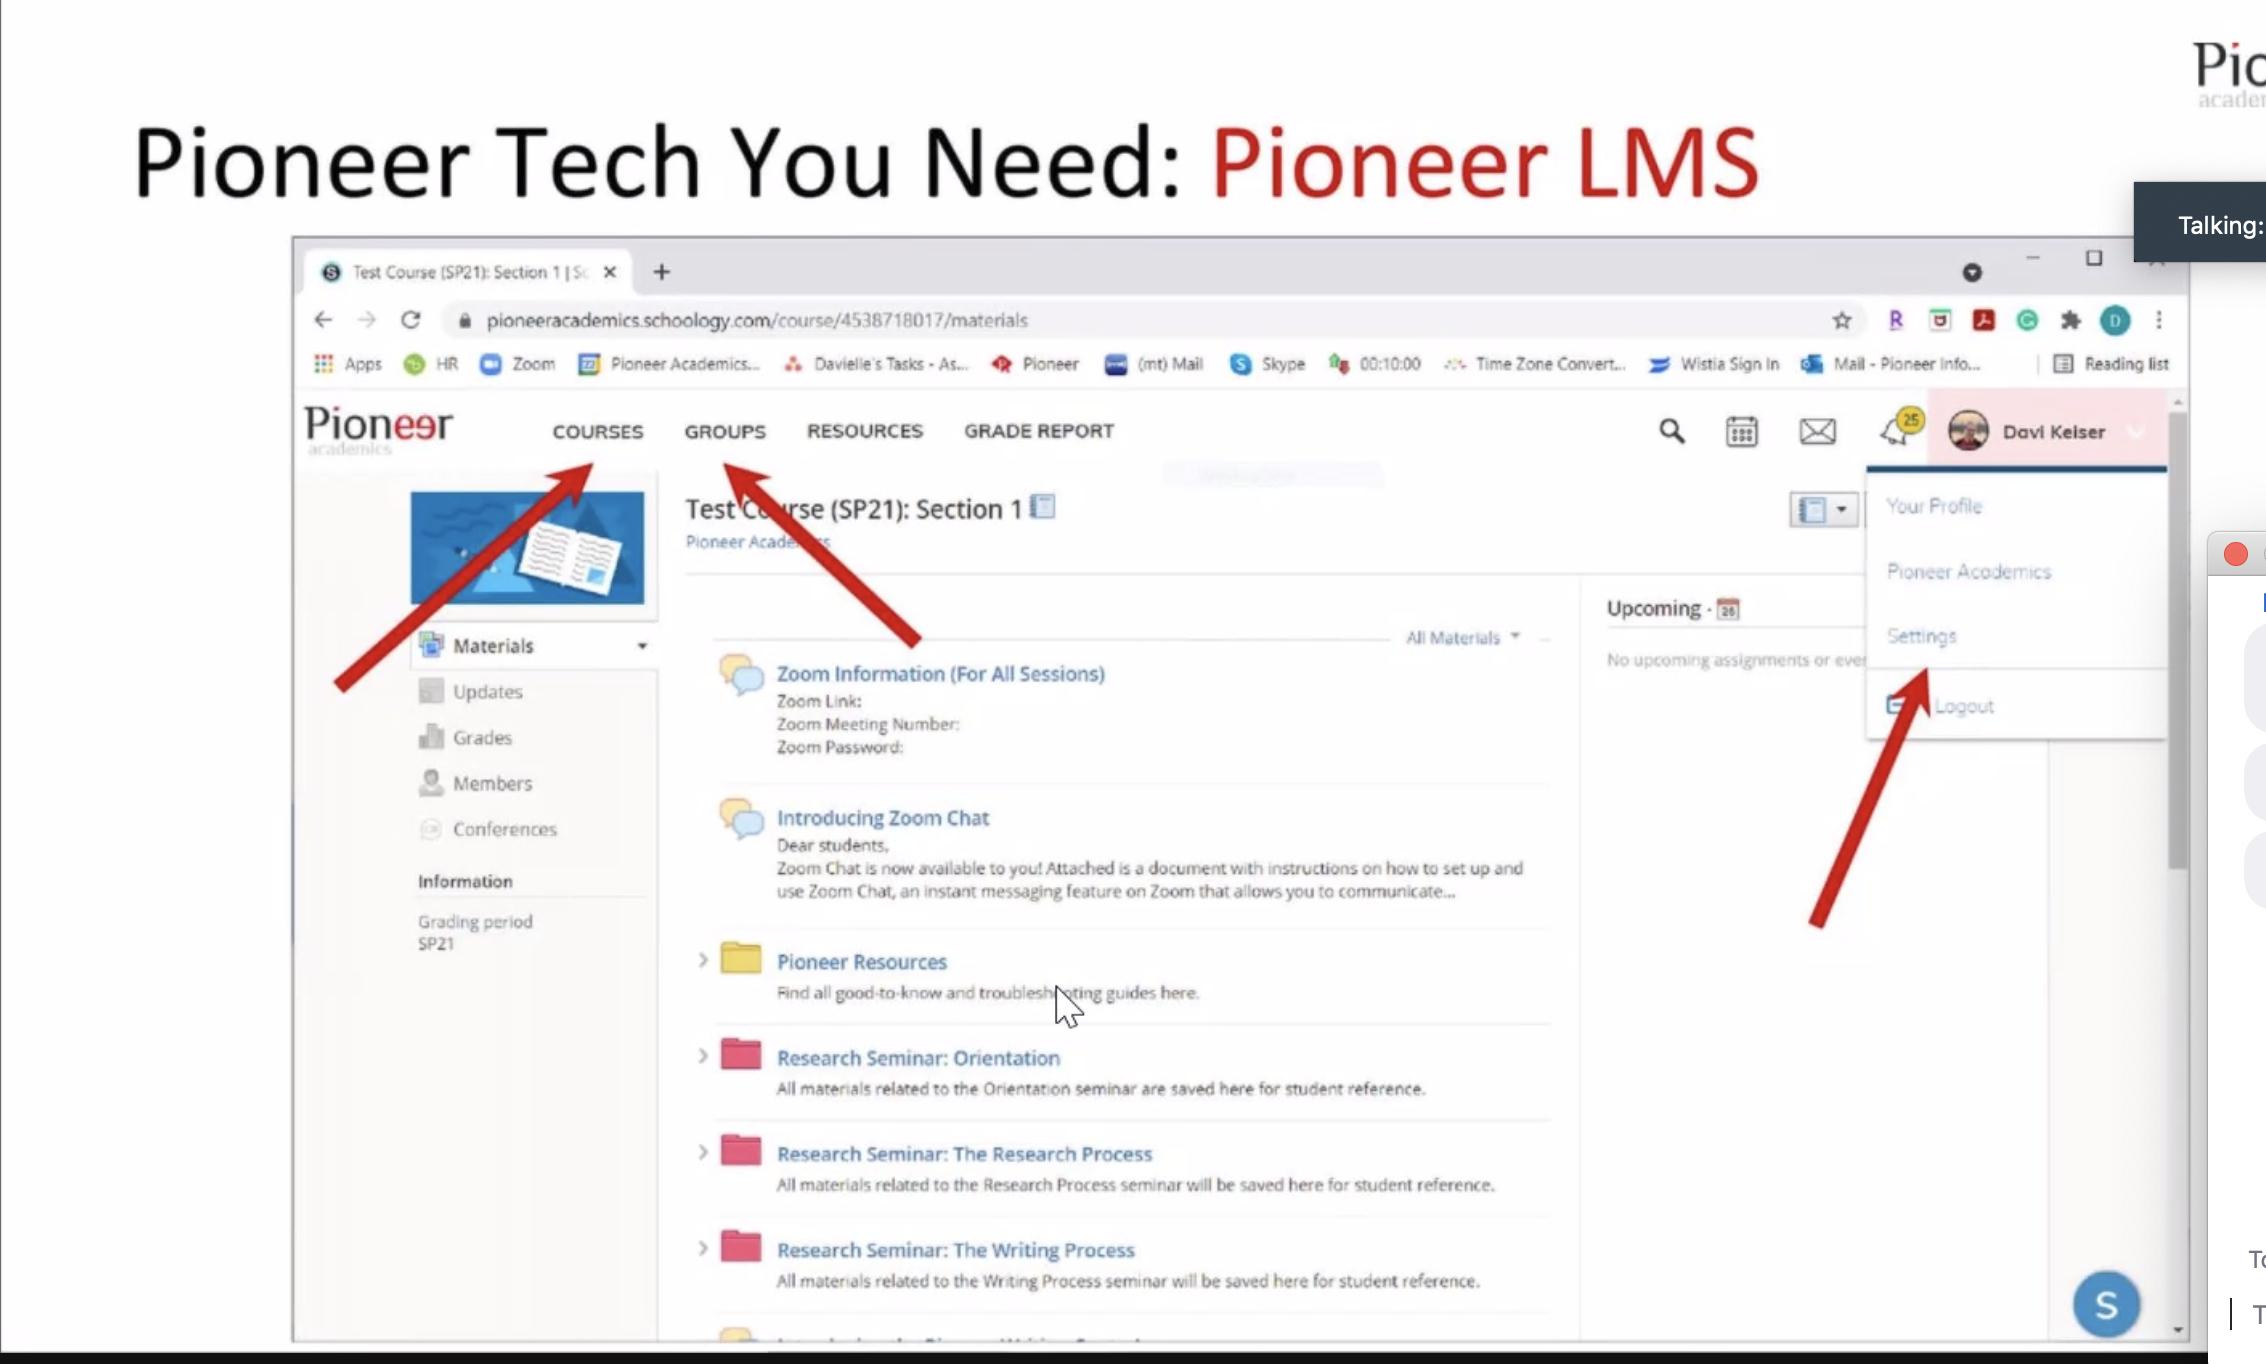 Pio
academ
Pioneer Tech You Need: Pioneer LMS
Talking:
Test Course (SP21): Section 1 | Sc
pioneeracademics.schoology.com/course/4538718017/materials
R
D
Apps HR Zoom Pioneer Academics... Davielle's Tasks - As... Pioneer (mt) Mail Skype 00:10:00 Time Zone Convert... Wistia Sign In Mail - Pioneer Info... Reading list
Pioneer
academics
COURSES GROUPS RESOURCES GRADE REPORT
25
Davi Keiser
Test Course (SP21): Section 1
Pioneer Academics
Your Profile
Pioneer Academics
Settings
Logout
Materials
Updates
Grades
Members
Conferences
Information
Grading period
SP21
All Materials
Upcoming ·
No upcoming assignments or ever
Zoom Information (For All Sessions)
Zoom Link:
Zoom Meeting Number:
Zoom Password:
Introducing Zoom Chat
Dear students,
Zoom Chat is now available to you! Attached is a document with instructions on how to set up and
use Zoom Chat, an instant messaging feature on Zoom that allows you to communicate...
Pioneer Resources
Find all good-to-know and troubleshooting guides here.
Research Seminar: Orientation
All materials related to the Orientation seminar are saved here for student reference.
Research Seminar: The Research Process
All materials related to the Research Process seminar will be saved here for student reference.
Research Seminar: The Writing Process
All materials related to the Writing Process seminar will be saved here for student reference.
S
To
T